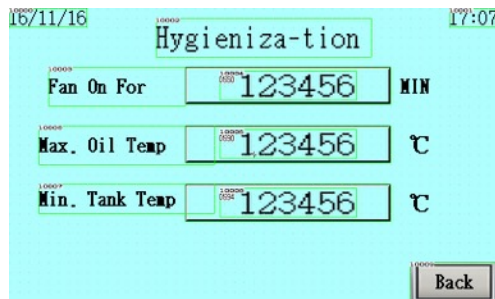 16/11/16 17:07
Hygieniza-tion
Fan On For 123456 MIN
Max. Oil Temp 123456 ℃
Min. Tank Temp 123456 ℃
Back